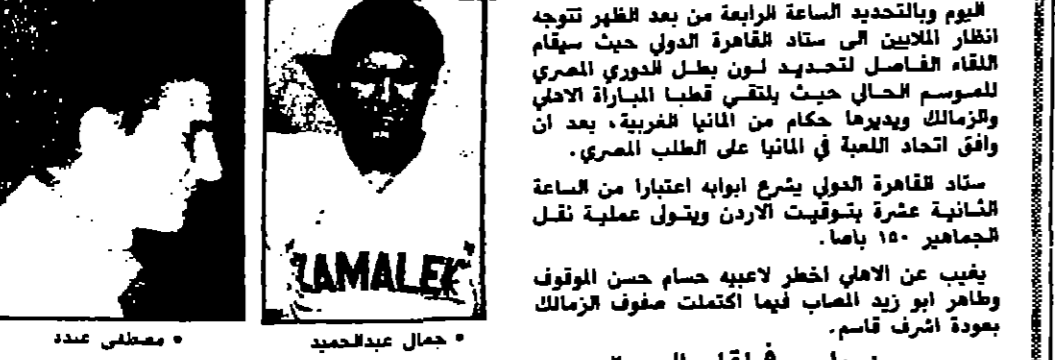 اليوم وبالتحديد الساعة الرابعة من بعد الظهر تتوجه
انظار الملايين الى ستاد القاهرة الدولي حيث سيقام
اللقاء الفاصل لتحديد لون بطل الدوري المصري
للموسم الحالي حيث يلتقي قطبا المباراة الاهلي
والزمالك ويديرها حكام من المانيا الغربية، بعد ان
وافق اتحاد اللعبة في المانيا على الطلب المصري.
ستاد القاهرة الدولي يشرع ابوابه اعتبارا من الساعة
الثانية عشرة بتوقيت الاردن ويتولى عملية نقل
الجماهير ١٥٠ باصا.
يغيب عن الاهلي اخطر لاعبيه حسام حسن الموقوف
وطاهر ابو زيد المصاب فيما اكتملت صفوف الزمالك
بعودة اشرف قاسم.
ZAMALEK
• جمال عبدالحميد
• مصطفى عبده